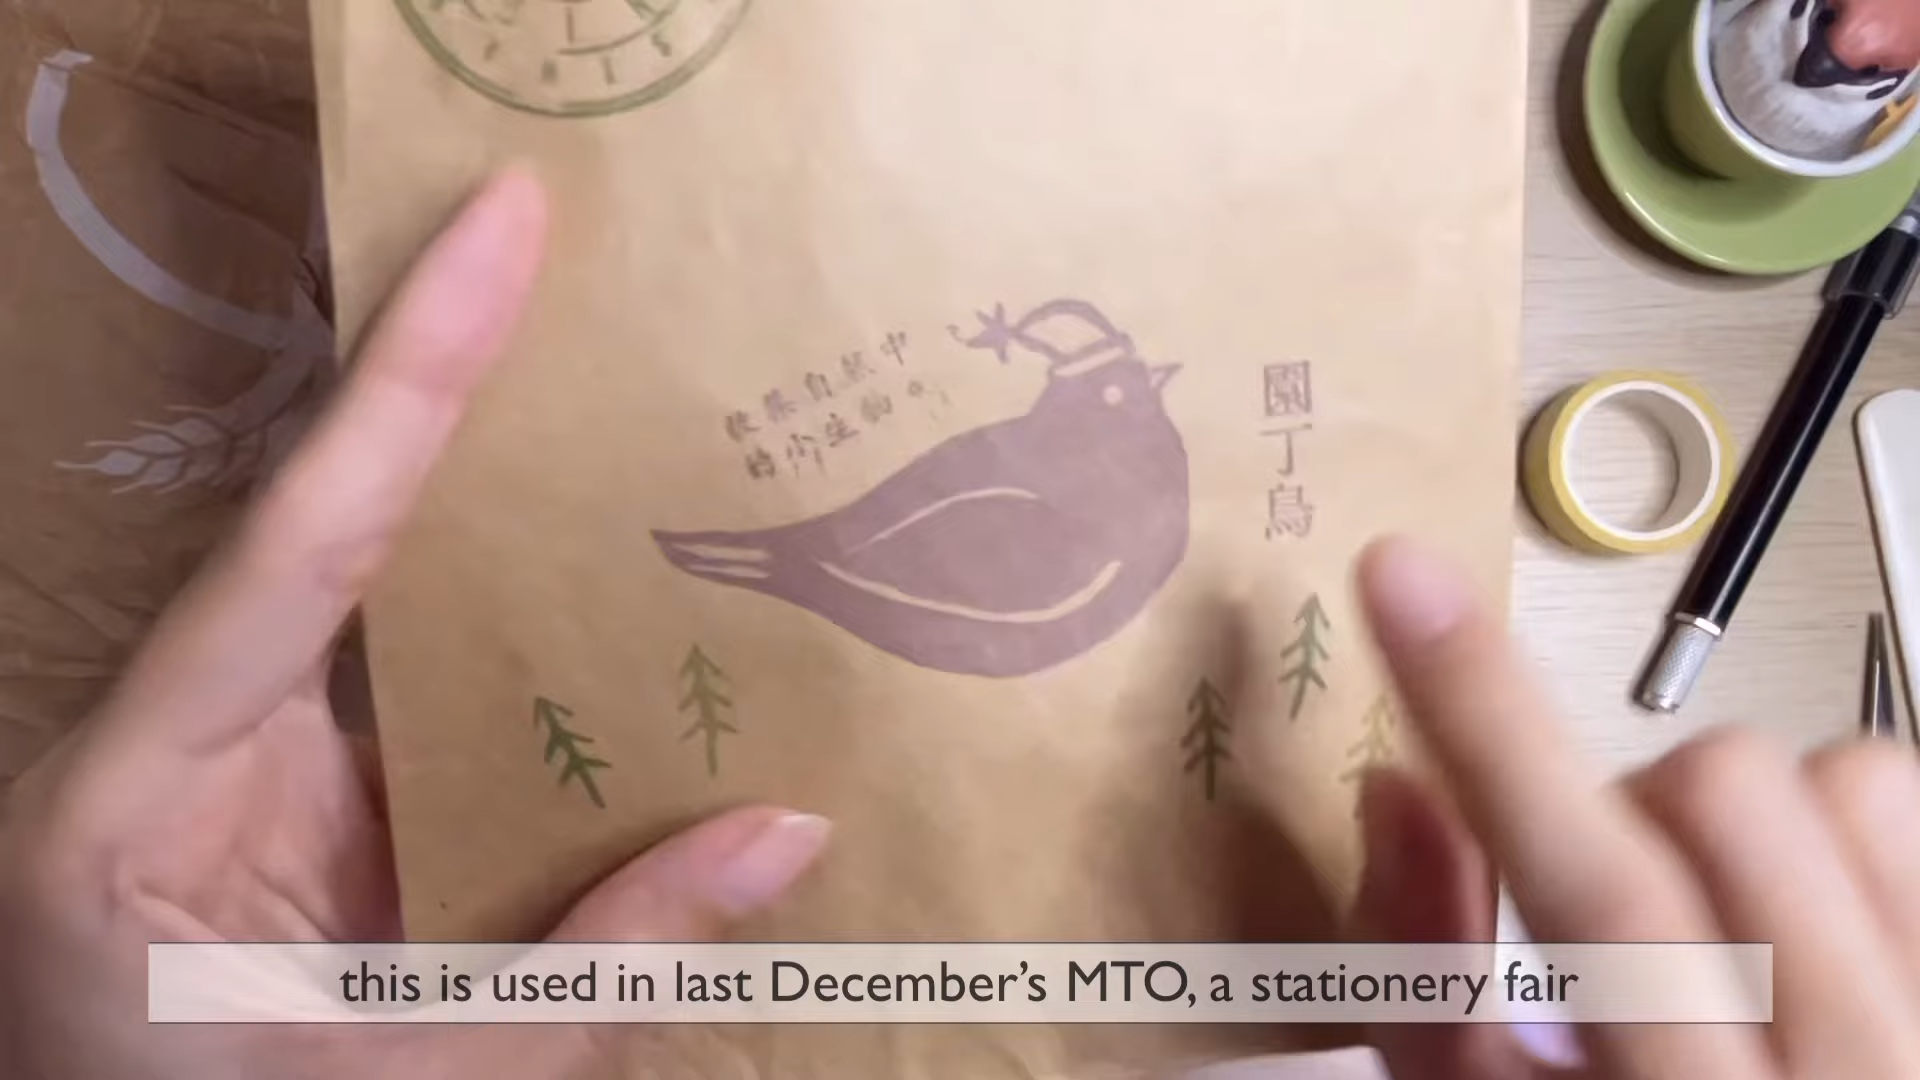 收集自然中
的小生物
園丁鳥
this is used in last December's MTO, a stationery fair